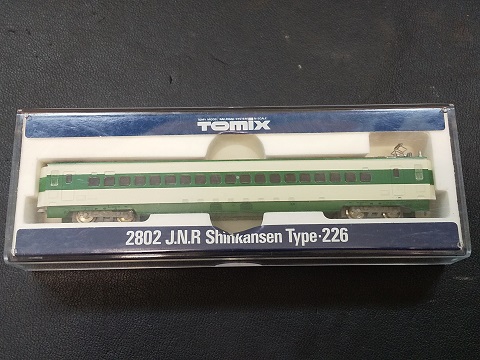 TOMIX
2802 J.N.R Shinkansen Type·226